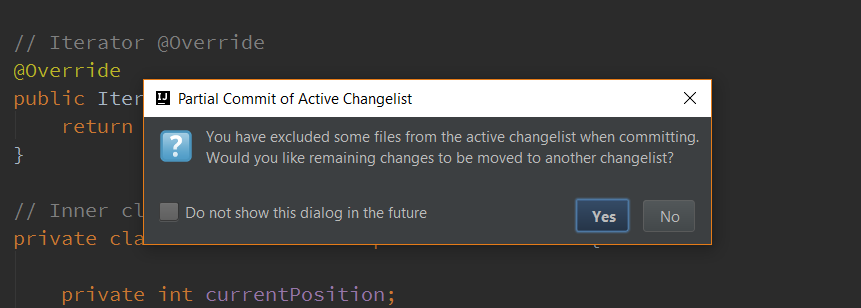 // Iterator @Override
@Override
public Iter
IJ Partial Commit of Active Changelist
You have excluded some files from the active changelist when committing.
return
Would you like remaining changes to be moved to another changelist?
}
// Inner cl
Do not show this dialog in the future
Yes
No
private cla
{
private int currentPosition;